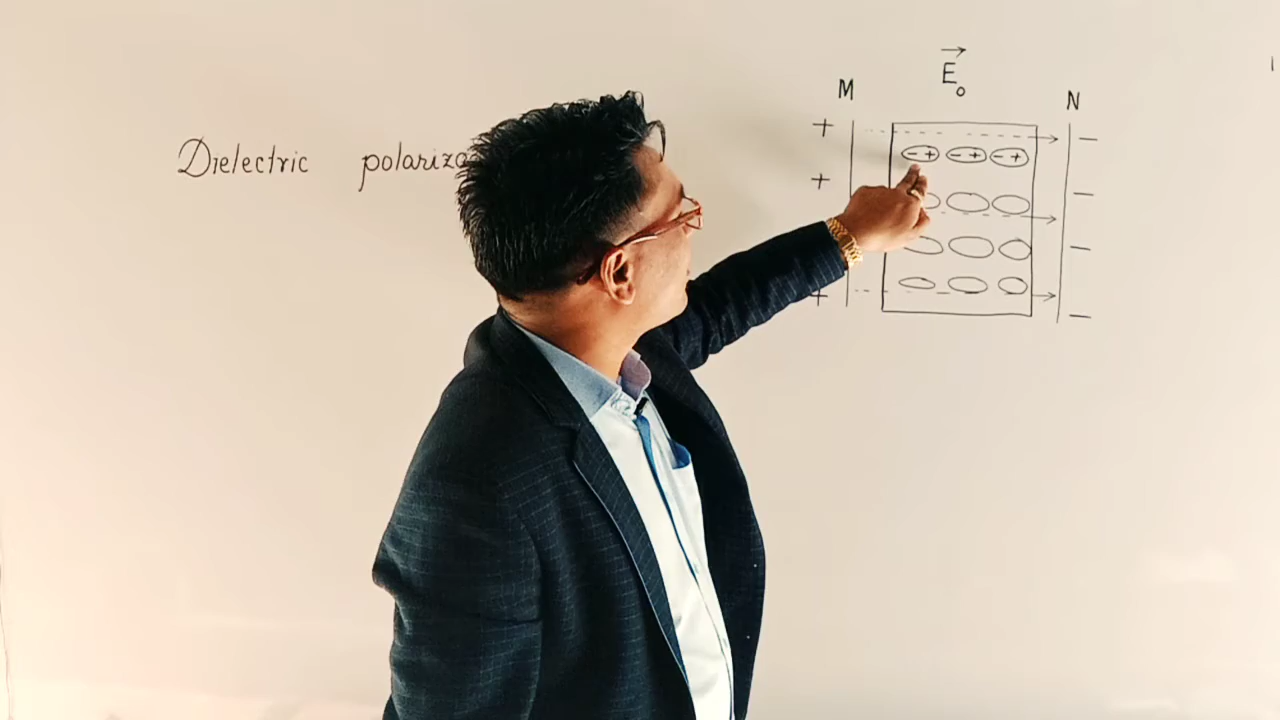 Dielectric
E₀
M
N
+ −
- + - + - +
+ −
−
+ −